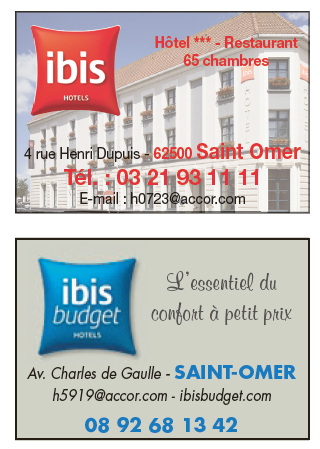 ibis
HOTELS
Hôtel *** - Restaurant
65 chambres
4 rue Henri Dupuis - 62500 Saint Omer
Tél. : 03 21 93 11 11
E-mail : h0723@accor.com
ibis
budget
HOTELS
L'essentiel du
confort à petit prix
Av. Charles de Gaulle - SAINT-OMER
h5919@accor.com - ibisbudget.com
08 92 68 13 42